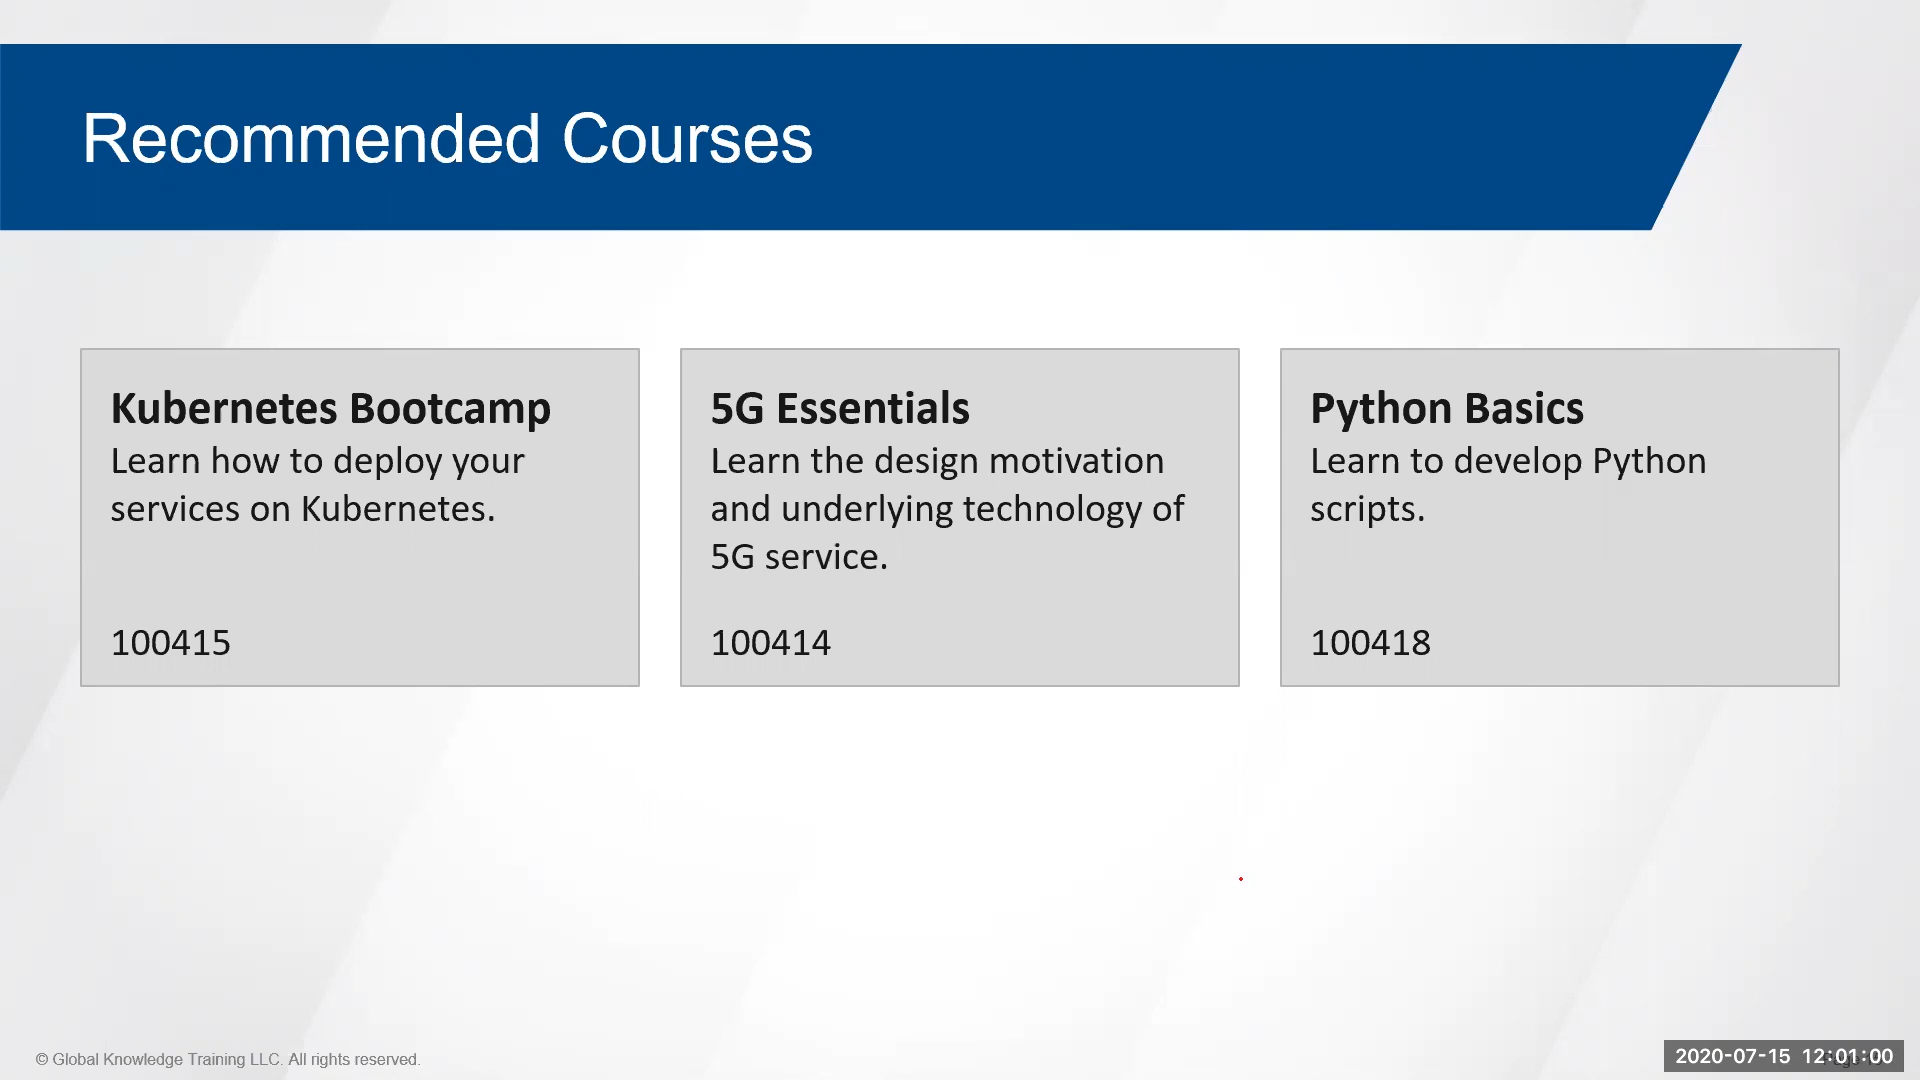 Recommended Courses
Kubernetes Bootcamp
Learn how to deploy your
services on Kubernetes.
100415
5G Essentials
Learn the design motivation
and underlying technology of
5G service.
100414
Python Basics
Learn to develop Python
scripts.
100418
© Global Knowledge Training LLC. All rights reserved.
2020-07-15 12:01:00